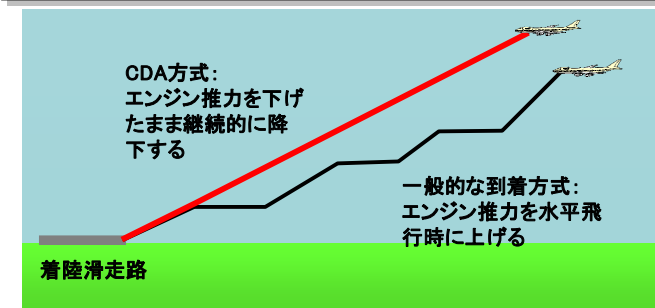 CDA方式：
エンジン推力を下げ
たまま継続的に降
下する
一般的な到着方式：
エンジン推力を水平飛
行時に上げる
着陸滑走路